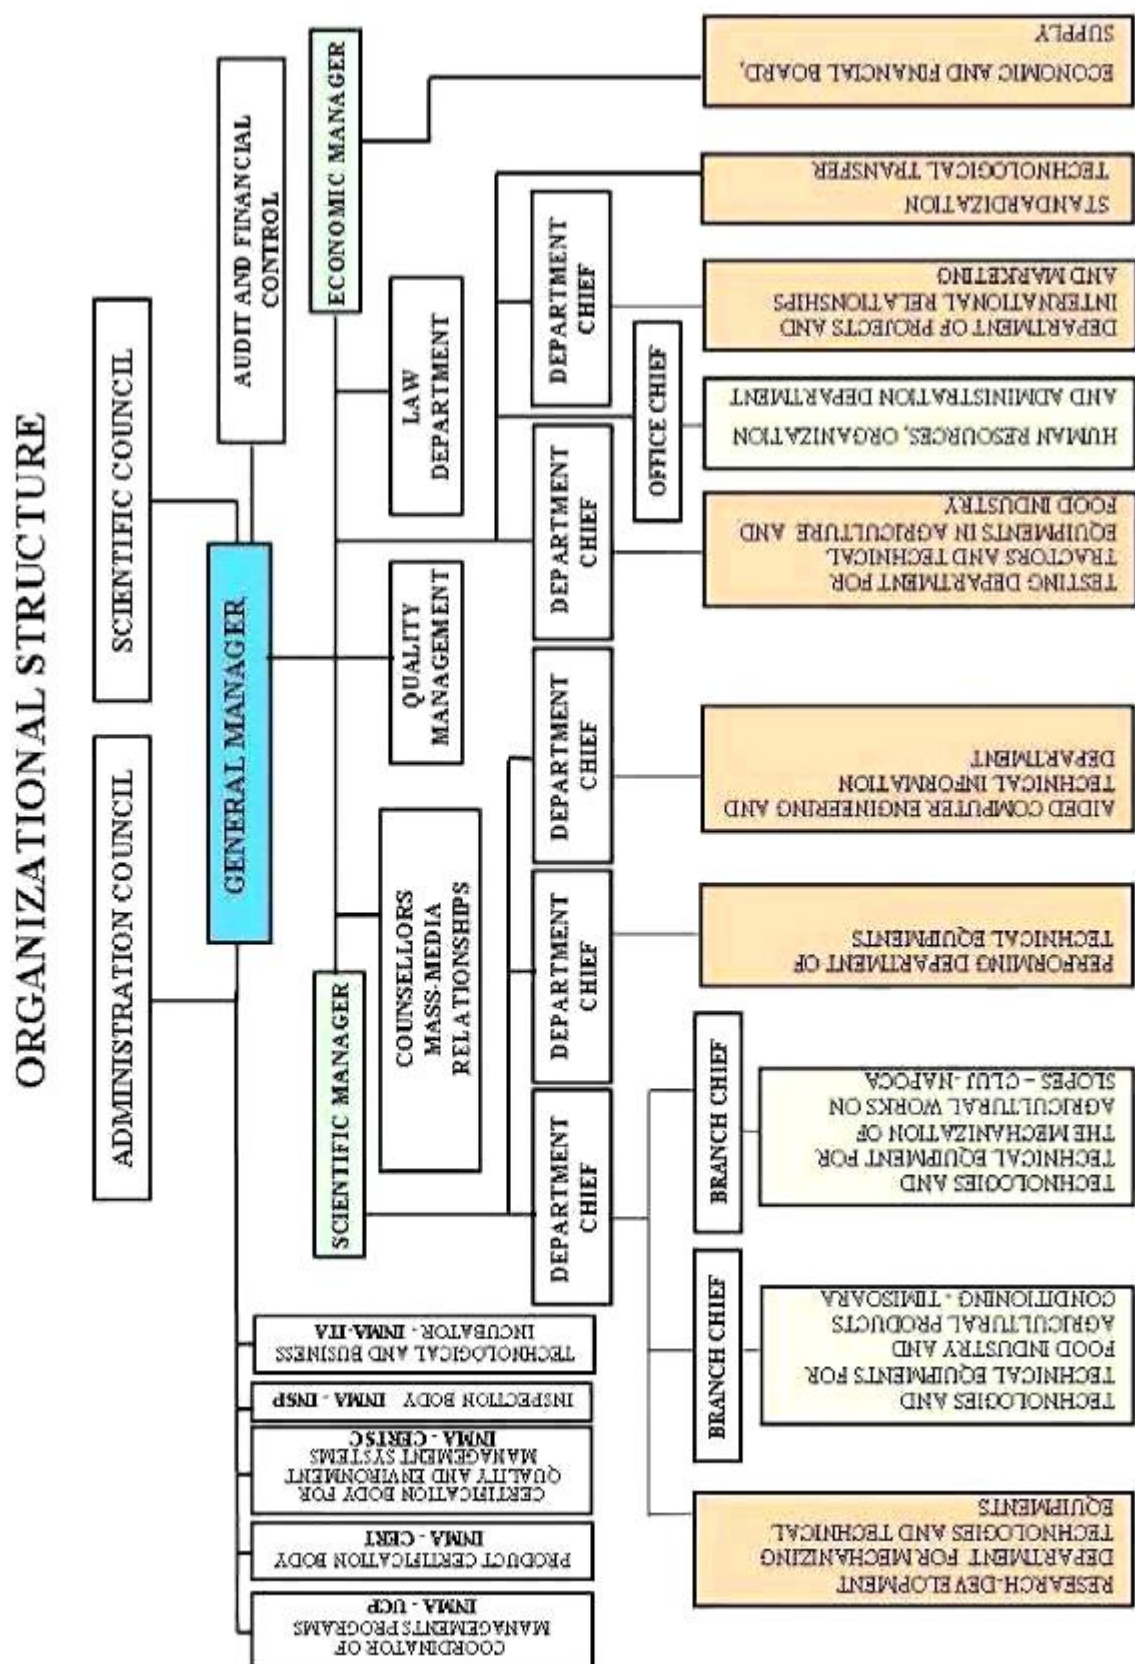 ORGANIZATIONAL STRUCTURE
ADMINISTRATION COUNCIL
SCIENTIFIC COUNCIL
GENERAL MANAGER
AUDIT AND FINANCIAL
CONTROL
COORDINATOR OF
MANAGEMENTS PROGRAMS
INMA - UCP
PRODUCT CERTIFICATION BODY
INMA - CERT
CERTIFICATION BODY FOR
QUALITY AND ENVIRONMENT
MANAGEMENT SYSTEMS
INMA - CERTSC
INSPECTION BODY INMA - INSP
TECHNOLOGICAL AND BUSINESS
INCUBATOR - INMA-ITA
SCIENTIFIC MANAGER
ECONOMIC MANAGER
COUNSELLORS
MASS-MEDIA
RELATIONSHIPS
QUALITY
MANAGEMENT
LAW
DEPARTMENT
DEPARTMENT
CHIEF
DEPARTMENT
CHIEF
DEPARTMENT
CHIEF
DEPARTMENT
CHIEF
DEPARTMENT
CHIEF
OFFICE CHIEF
BRANCH CHIEF
BRANCH CHIEF
RESEARCH-DEVELOPMENT
DEPARTMENT FOR MECHANIZING
TECHNOLOGIES AND TECHNICAL
EQUIPMENTS
TECHNOLOGIES AND
TECHNICAL EQUIPMENTS FOR
FOOD INDUSTRY AND
AGRICULTURAL PRODUCTS
CONDITIONING - TIMISOARA
TECHNOLOGIES AND
TECHNICAL EQUIPMENT FOR
THE MECHANIZATION OF
AGRICULTURAL WORKS ON
SLOPES – CLUJ-NAPOCA
PERFORMING DEPARTMENT OF
TECHNICAL EQUIPMENTS
AIDED COMPUTER ENGINEERING AND
TECHNICAL INFORMATION
DEPARTMENT
TESTING DEPARTMENT FOR
TRACTORS AND TECHNICAL
EQUIPMENTS IN AGRICULTURE AND
FOOD INDUSTRY
HUMAN RESOURCES, ORGANIZATION
AND ADMINISTRATION DEPARTMENT
DEPARTMENT OF PROJECTS AND
INTERNATIONAL RELATIONSHIPS
AND MARKETING
STANDARDIZATION
TECHNOLOGICAL TRANSFER
ECONOMIC AND FINANCIAL BOARD,
SUPPLY